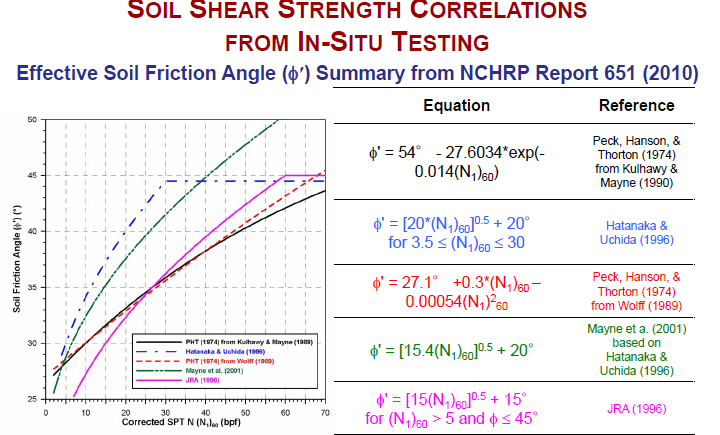 SOIL SHEAR STRENGTH CORRELATIONS
FROM IN-SITU TESTING
Effective Soil Friction Angle (ϕ′) Summary from NCHRP Report 651 (2010)
50
45
40
35
30
25
Soil Friction Angle (ϕ') (°)
PHT (1974) from Kulhavy & Mayne (1989)
Hatanaka & Uchida (1996)
PHT (1974) from Wolff (1989)
Mayne et al. (2001)
JRA (1996)
0 10 20 30 40 50 60 70
Corrected SPT N (N₁)₆₀ (bpf)
Equation Reference
ϕ' = 54° - 27.6034*exp(-
0.014(N₁)₆₀)
Peck, Hanson, &
Thorton (1974)
from Kulhawy &
Mayne (1990)
ϕ' = [20*(N₁)₆₀]⁰·⁵ + 20°
for 3.5 ≤ (N₁)₆₀ ≤ 30
Hatanaka &
Uchida (1996)
ϕ' = 27.1° +0.3*(N₁)₆₀ –
0.00054(N₁)²₆₀
Peck, Hanson, &
Thorton (1974)
from Wolff (1989)
ϕ' = [15.4(N₁)₆₀]⁰·⁵ + 20°
Mayne et a. (2001)
based on
Hatanaka &
Uchida (1996)
ϕ' = [15(N₁)₆₀]⁰·⁵ + 15°
for (N₁)₆₀ > 5 and ϕ ≤ 45°
JRA (1996)